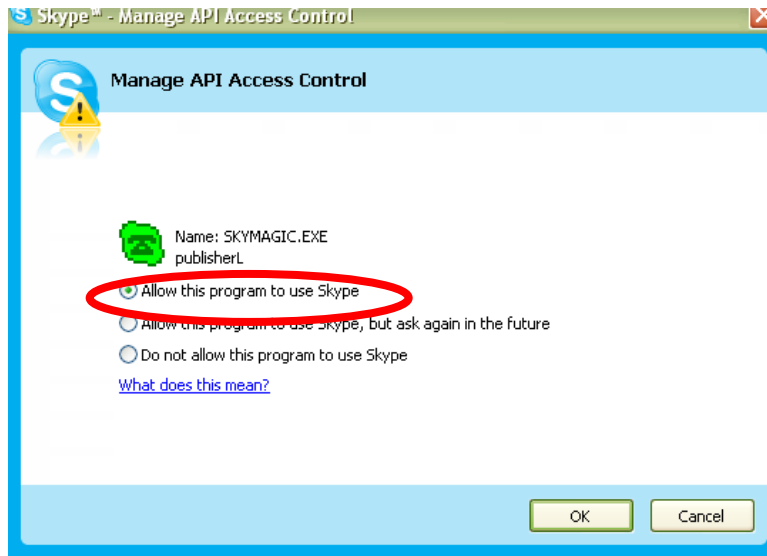 Skype™ - Manage API Access Control
Manage API Access Control
Name: SKYMAGIC.EXE
publisherL
Allow this program to use Skype
Allow this program to use Skype, but ask again in the future
Do not allow this program to use Skype
What does this mean?
OK Cancel